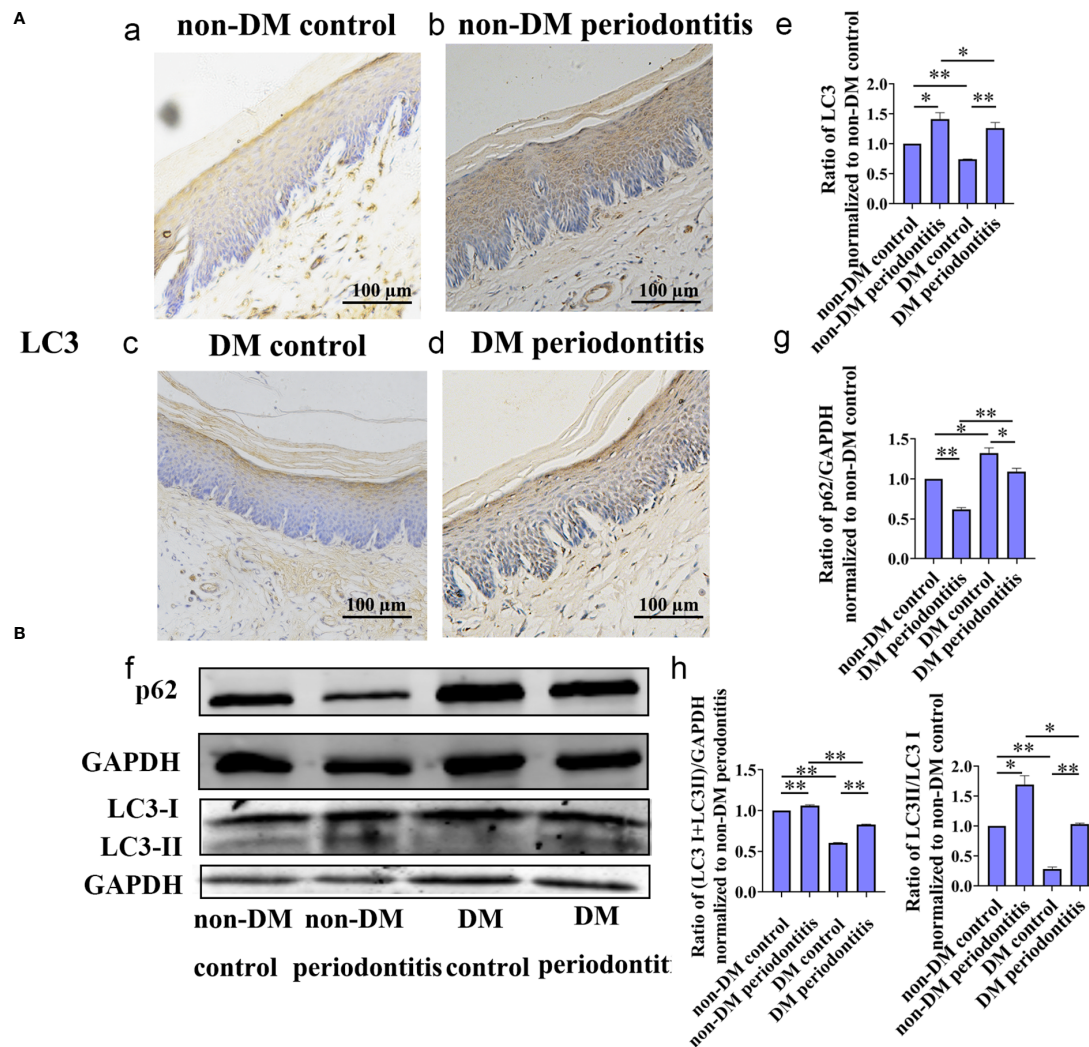 A
a
non-DM control
b
non-DM periodontitis
100 μm
100 μm
e
Ratio of LC3
normalized to non-DM control
2.0
1.5
1.0
0.5
0.0
*
**
*
**
non-DM control
non-DM periodontitis
DM control
DM periodontitis
LC3
c
DM control
d
DM periodontitis
100 μm
100 μm
g
Ratio of p62/GAPDH
normalized to non-DM control
1.5
1.0
0.5
0.0
**
*
**
*
non-DM control
DM periodontitis
DM control
DM periodontitis
B
f
p62
GAPDH
LC3-I
LC3-II
GAPDH
non-DM
non-DM
DM
DM
control
periodontitis
control
periodontit
h
Ratio of (LC3 I+LC3II)/GAPDH
normalized to non-DM periodontitis
1.5
1.0
0.5
0.0
**
**
**
**
non-DM control
non-DM periodontitis
DM control
DM periodontitis
Ratio of LC3II/LC3 I
normalized to non-DM control
2.0
1.5
1.0
0.5
0.0
*
**
*
**
non-DM control
non-DM periodontitis
DM control
DM periodontitis